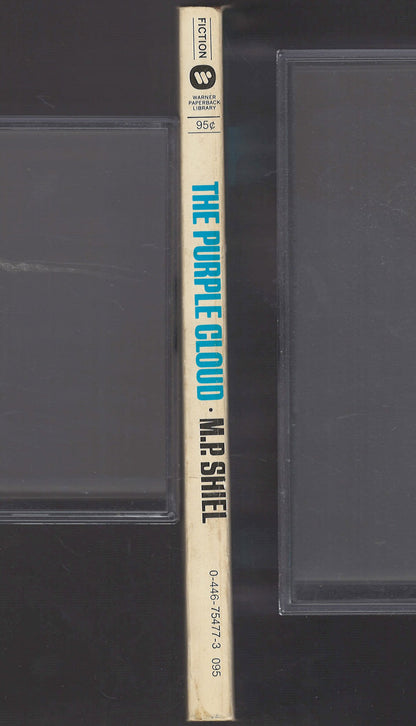 FICTION
WARNER
PAPERBACK
LIBRARY
95¢
THE PURPLE CLOUD · M.P. SHIEL
0-446-75477-3 095